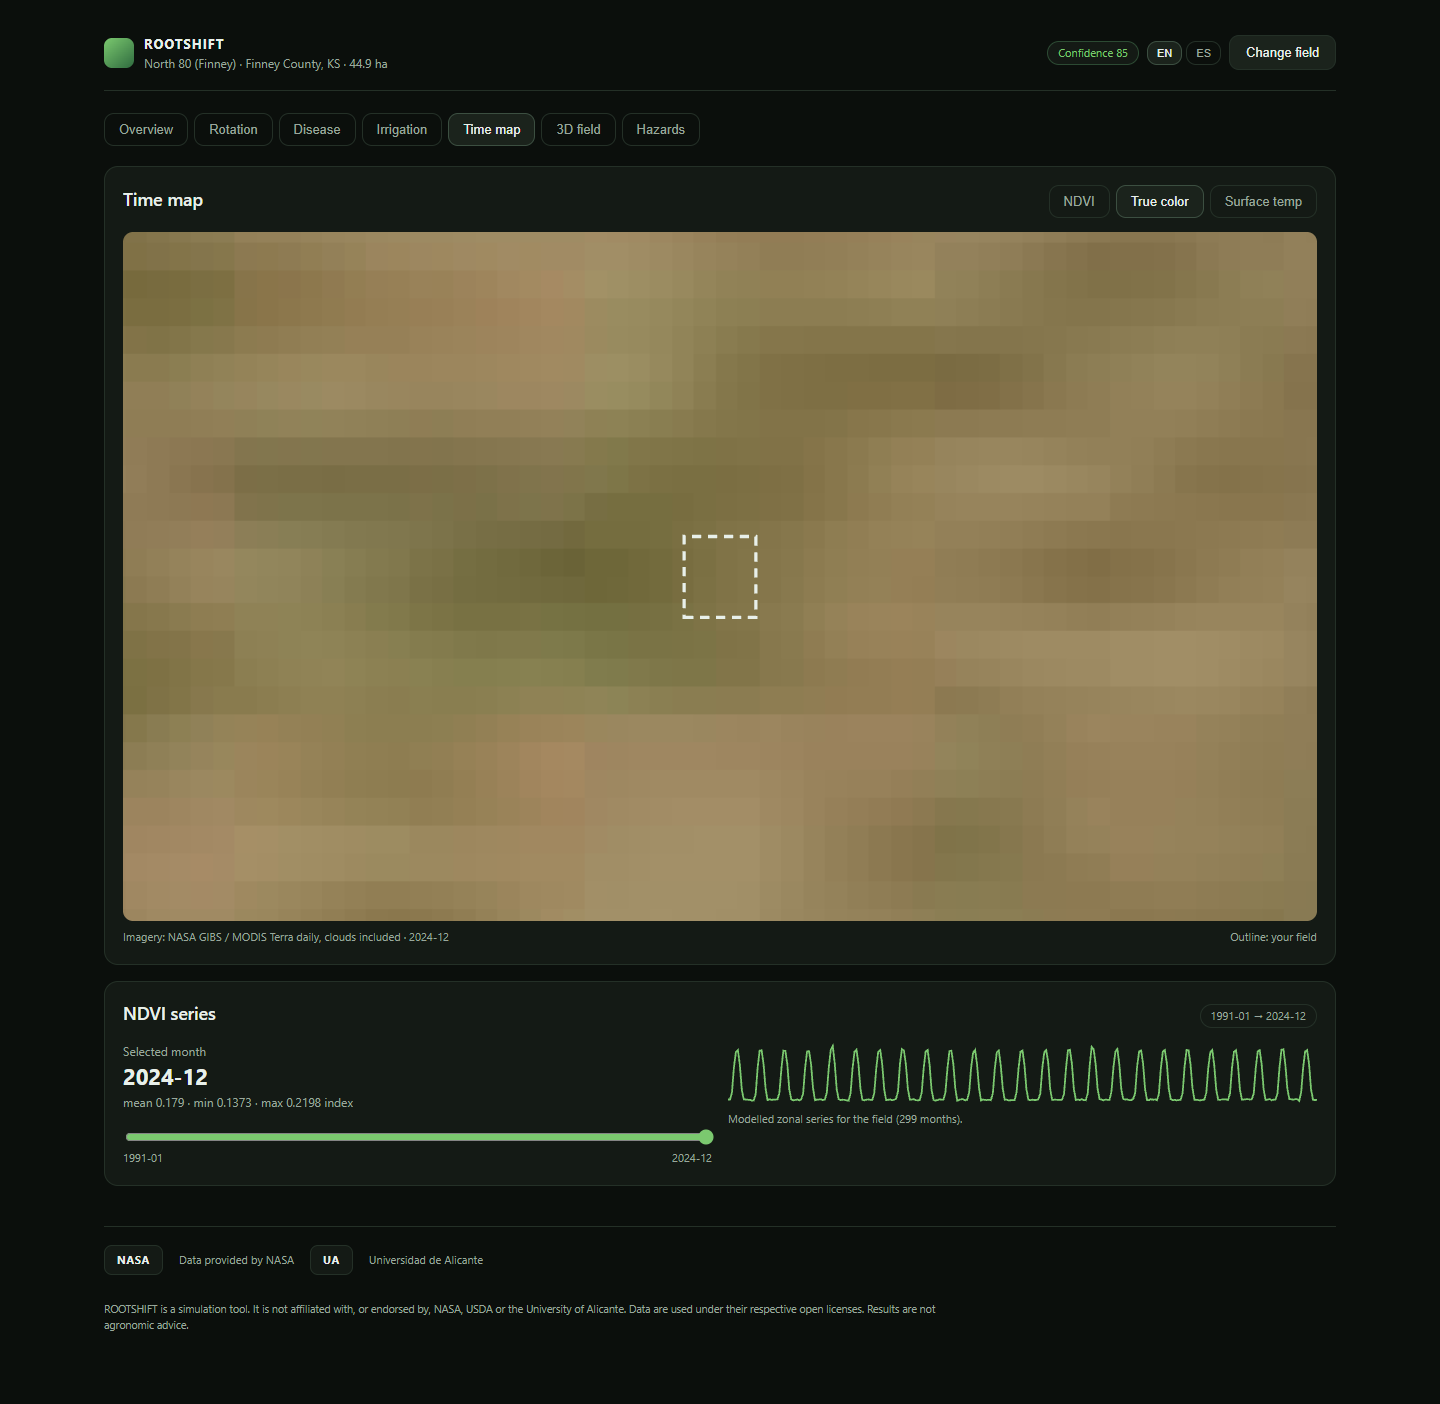 ROOTSHIFT
North 80 (Finney) · Finney County, KS · 44.9 ha
Confidence 85
EN
ES
Change field
Overview
Rotation
Disease
Irrigation
Time map
3D field
Hazards
Time map
NDVI
True color
Surface temp
Imagery: NASA GIBS / MODIS Terra daily, clouds included · 2024-12
Outline: your field
NDVI series
1991-01 → 2024-12
Selected month
2024-12
mean 0.179 · min 0.1373 · max 0.2198 index
1991-01
2024-12
Modelled zonal series for the field (299 months).
NASA
Data provided by NASA
UA
Universidad de Alicante
ROOTSHIFT is a simulation tool. It is not affiliated with, or endorsed by, NASA, USDA or the University of Alicante. Data are used under their respective open licenses. Results are not
agronomic advice.